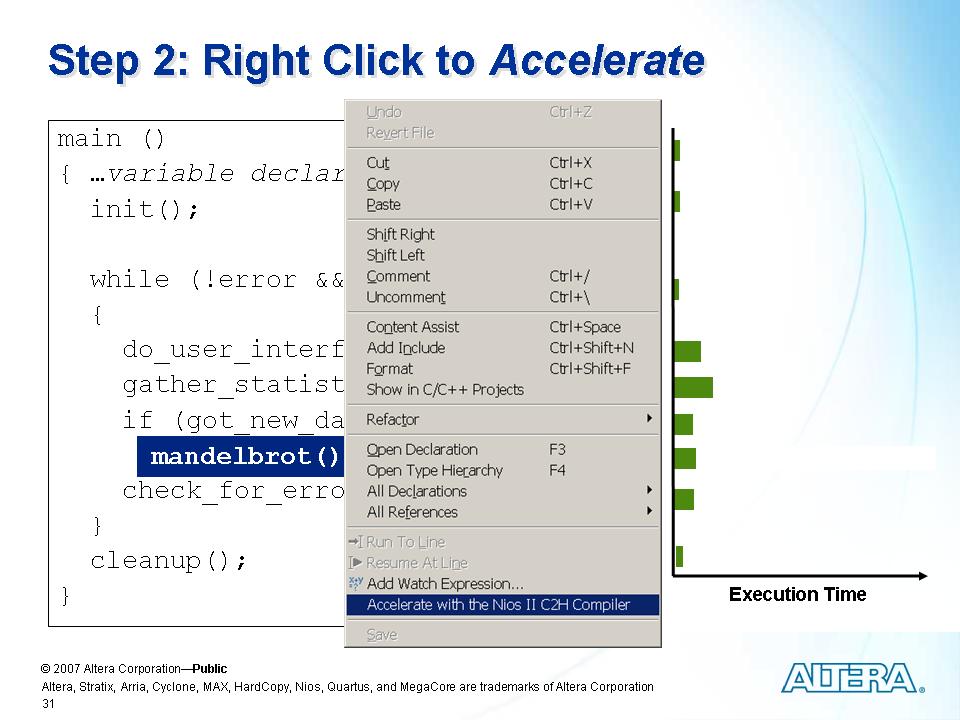 Step 2: Right Click to Accelerate
main ()
{ …variable declar
init();
while (!error &&
{
do_user_interf
gather_statist
if (got_new_da
mandelbrot()
check_for_erro
}
cleanup();
}
Undo Ctrl+Z
Revert File
Cut Ctrl+X
Copy Ctrl+C
Paste Ctrl+V
Shift Right
Shift Left
Comment Ctrl+/
Uncomment Ctrl+\
Content Assist Ctrl+Space
Add Include Ctrl+Shift+N
Format Ctrl+Shift+F
Show in C/C++ Projects
Refactor
Open Declaration F3
Open Type Hierarchy F4
All Declarations
All References
Run To Line
Resume At Line
Add Watch Expression...
Accelerate with the Nios II C2H Compiler
Save
Execution Time
© 2007 Altera Corporation—Public
Altera, Stratix, Arria, Cyclone, MAX, HardCopy, Nios, Quartus, and MegaCore are trademarks of Altera Corporation
31
ALTERA®